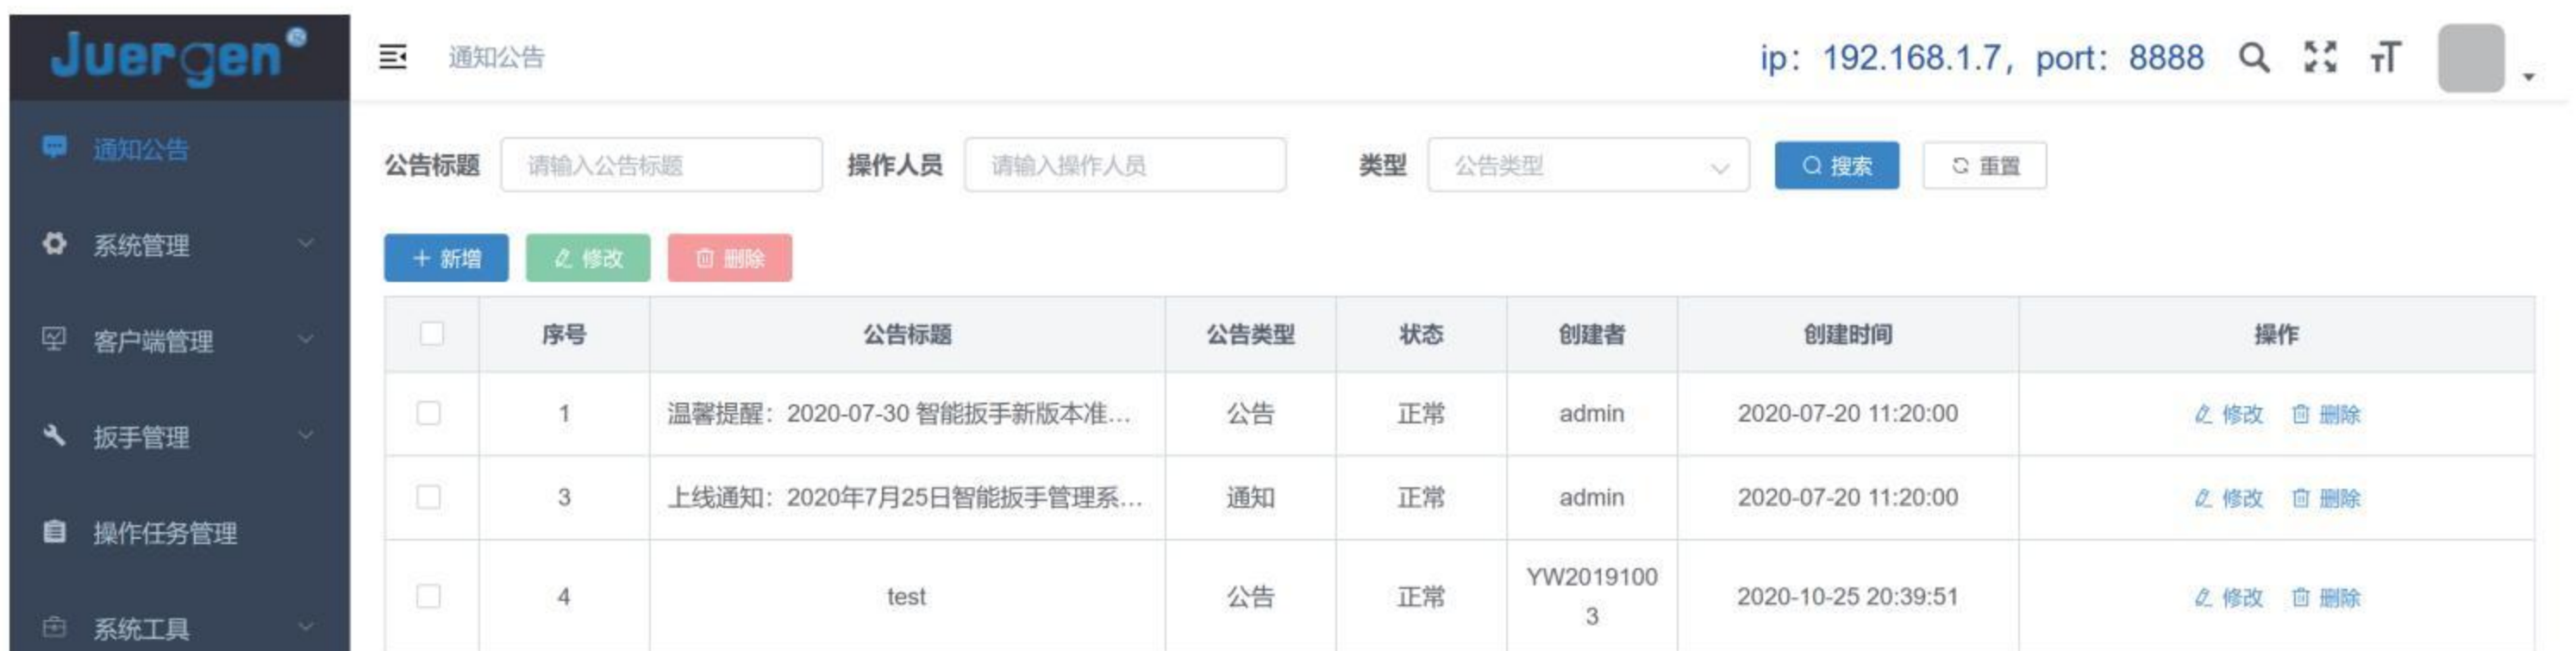 Juergen®
通知公告
ip：192.168.1.7，port：8888
通知公告
系统管理
客户端管理
扳手管理
操作任务管理
系统工具
公告标题 请输入公告标题 操作人员 请输入操作人员 类型 公告类型 搜索 重置
+ 新增 修改 删除
序号 公告标题 公告类型 状态 创建者 创建时间 操作
1 温馨提醒：2020-07-30 智能扳手新版本准... 公告 正常 admin 2020-07-20 11:20:00 修改 删除
3 上线通知：2020年7月25日智能扳手管理系... 通知 正常 admin 2020-07-20 11:20:00 修改 删除
4 test 公告 正常 YW2019100
3 2020-10-25 20:39:51 修改 删除